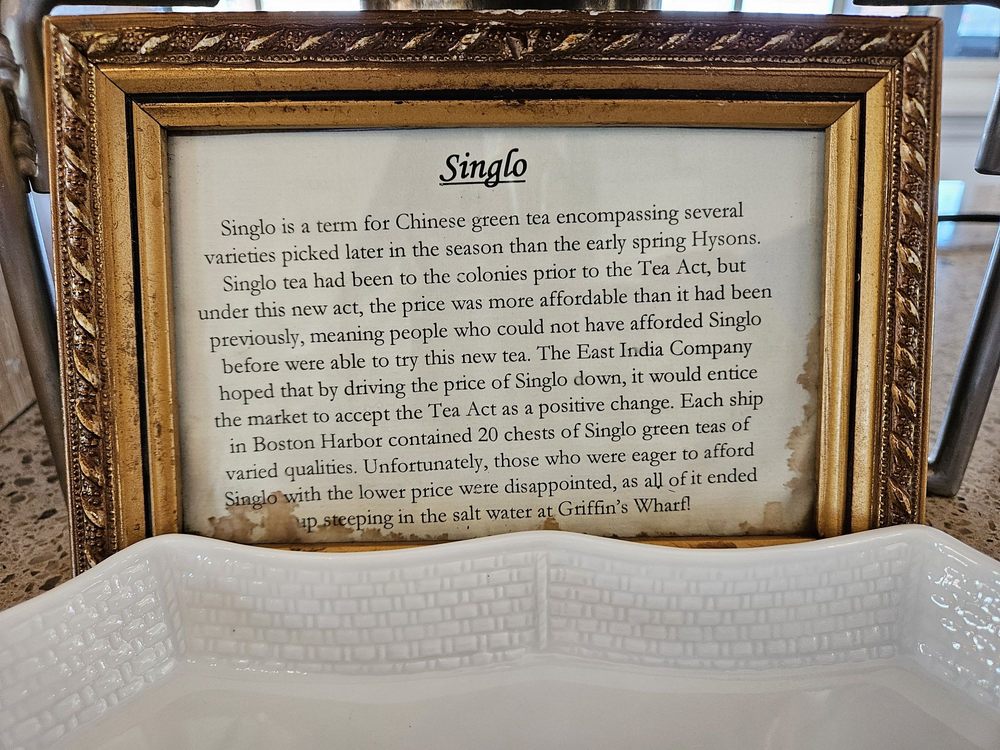 Singlo
Singlo is a term for Chinese green tea encompassing several
varieties picked later in the season than the early spring Hysons.
Singlo tea had been to the colonies prior to the Tea Act, but
under this new act, the price was more affordable than it had been
previously, meaning people who could not have afforded Singlo
before were able to try this new tea. The East India Company
hoped that by driving the price of Singlo down, it would entice
the market to accept the Tea Act as a positive change. Each ship
in Boston Harbor contained 20 chests of Singlo green teas of
varied qualities. Unfortunately, those who were eager to afford
Singlo with the lower price were disappointed, as all of it ended
up steeping in the salt water at Griffin's Wharf!